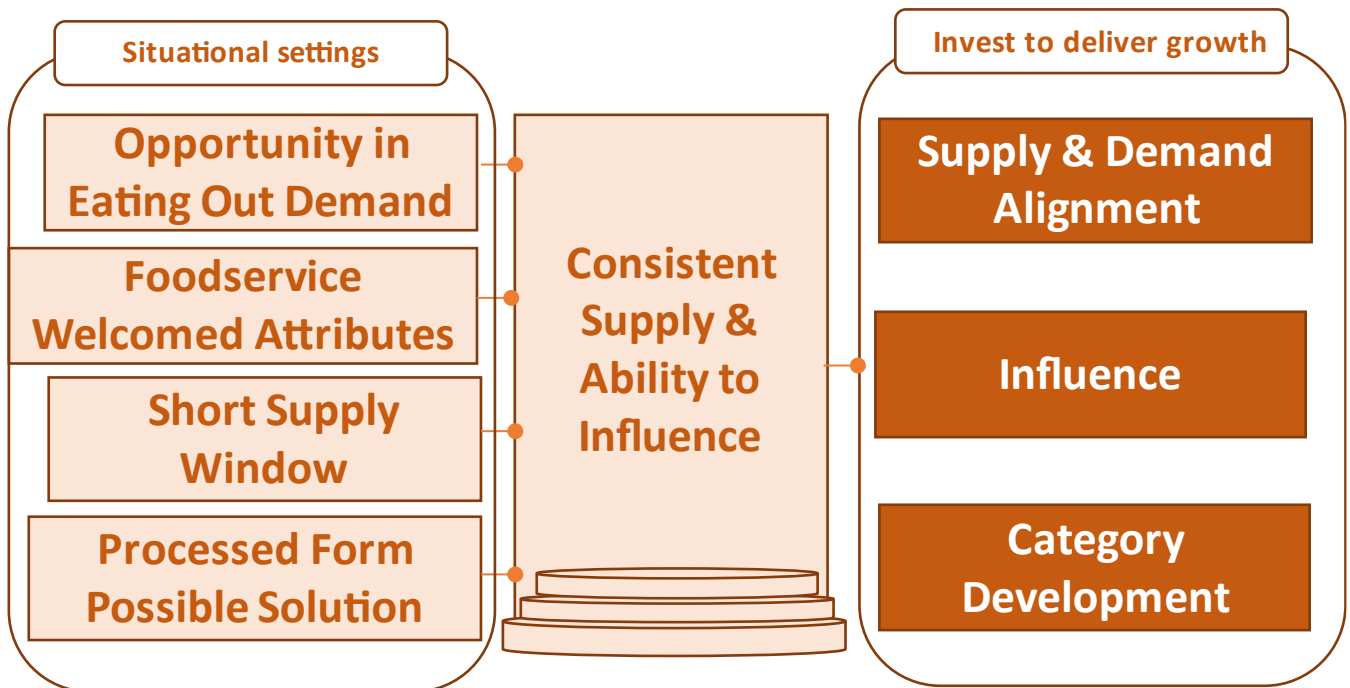 Situational settings
Opportunity in
Eating Out Demand
Foodservice
Welcomed Attributes
Short Supply
Window
Processed Form
Possible Solution
Consistent
Supply &
Ability to
Influence
Invest to deliver growth
Supply & Demand
Alignment
Influence
Category
Development